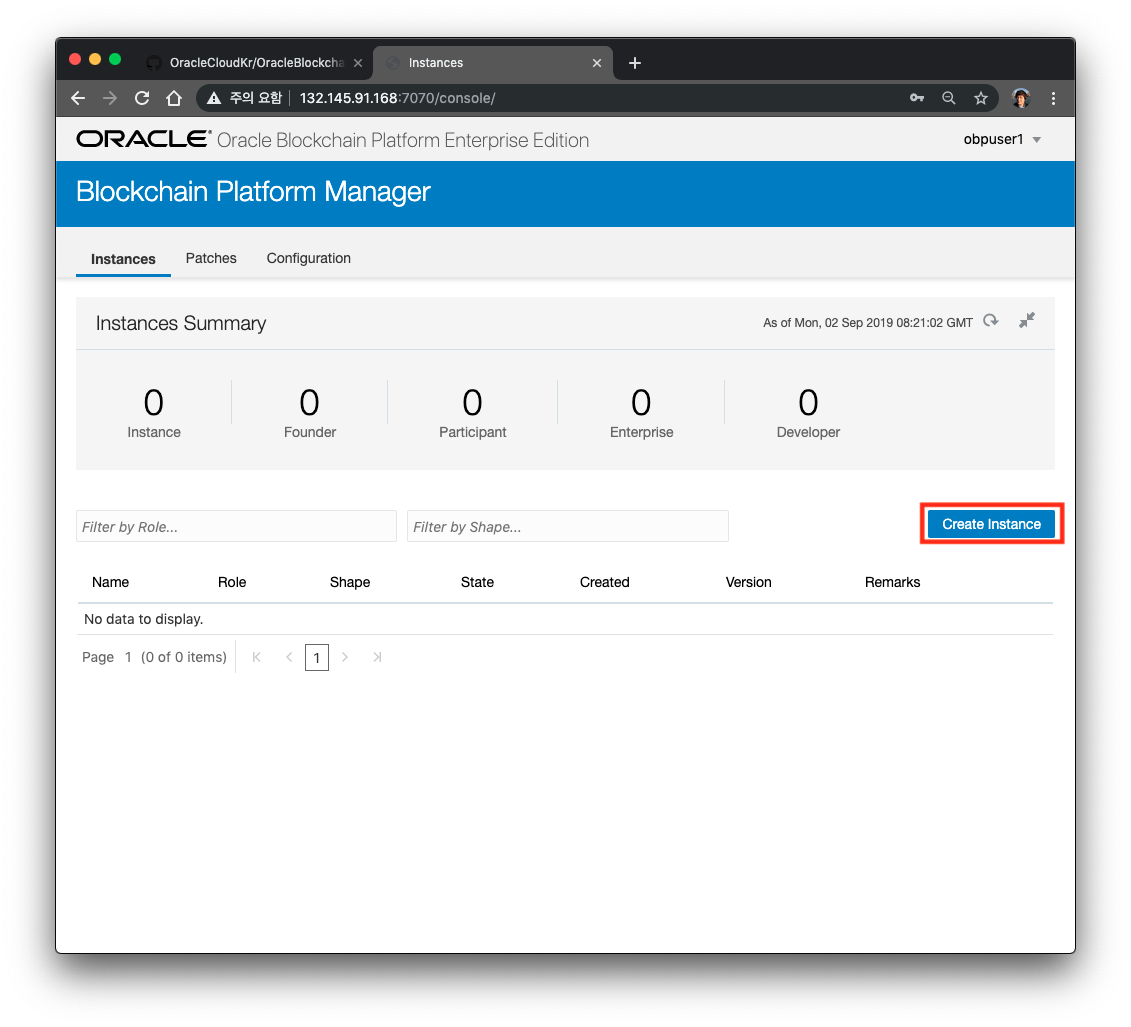 OracleCloudKr/OracleBlockcha
Instances
주의 요함 132.145.91.168:7070/console/
ORACLE® Oracle Blockchain Platform Enterprise Edition
obpuser1
Blockchain Platform Manager
Instances Patches Configuration
Instances Summary
As of Mon, 02 Sep 2019 08:21:02 GMT
0 0 0 0 0
Instance Founder Participant Enterprise Developer
Filter by Role... Filter by Shape... Create Instance
Name Role Shape State Created Version Remarks
No data to display.
Page 1 (0 of 0 items) 1